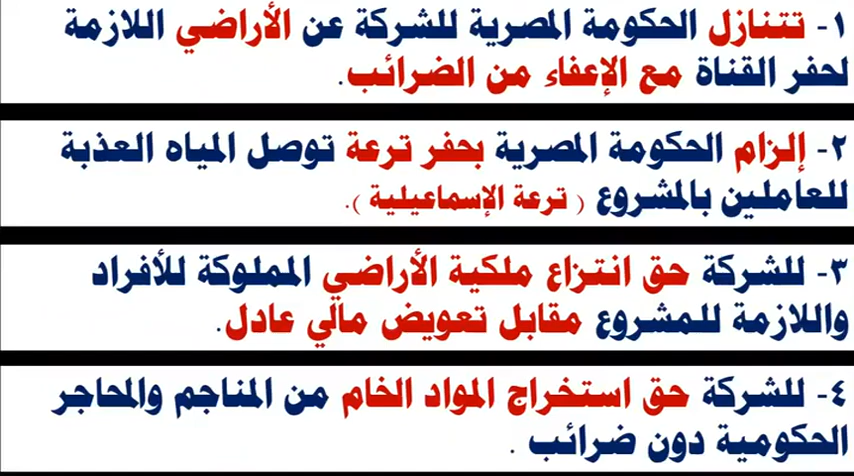 ١- تتنازل الحكومة المصرية للشركة عن الأراضي اللازمة
لحفر القناة مع الإعفاء من الضرائب.
٢- إلزام الحكومة المصرية بحفر ترعة توصل المياه العذبة
للعاملين بالمشروع ( ترعة الإسماعيلية ).
٣- للشركة حق انتزاع ملكية الأراضي المملوكة للأفراد
واللازمة للمشروع مقابل تعويض مالي عادل.
٤- للشركة حق استخراج المواد الخام من المناجم والمحاجر
الحكومية دون ضرائب .